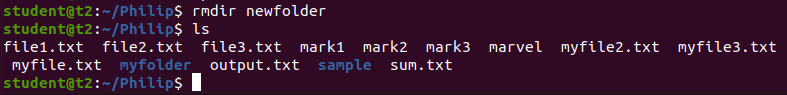 student@t2:~/Philip$ rmdir newfolder
student@t2:~/Philip$ ls
file1.txt  file2.txt  file3.txt  mark1  mark2  mark3  marvel  myfile2.txt  myfile3.txt
myfile.txt  myfolder  output.txt  sample  sum.txt
student@t2:~/Philip$